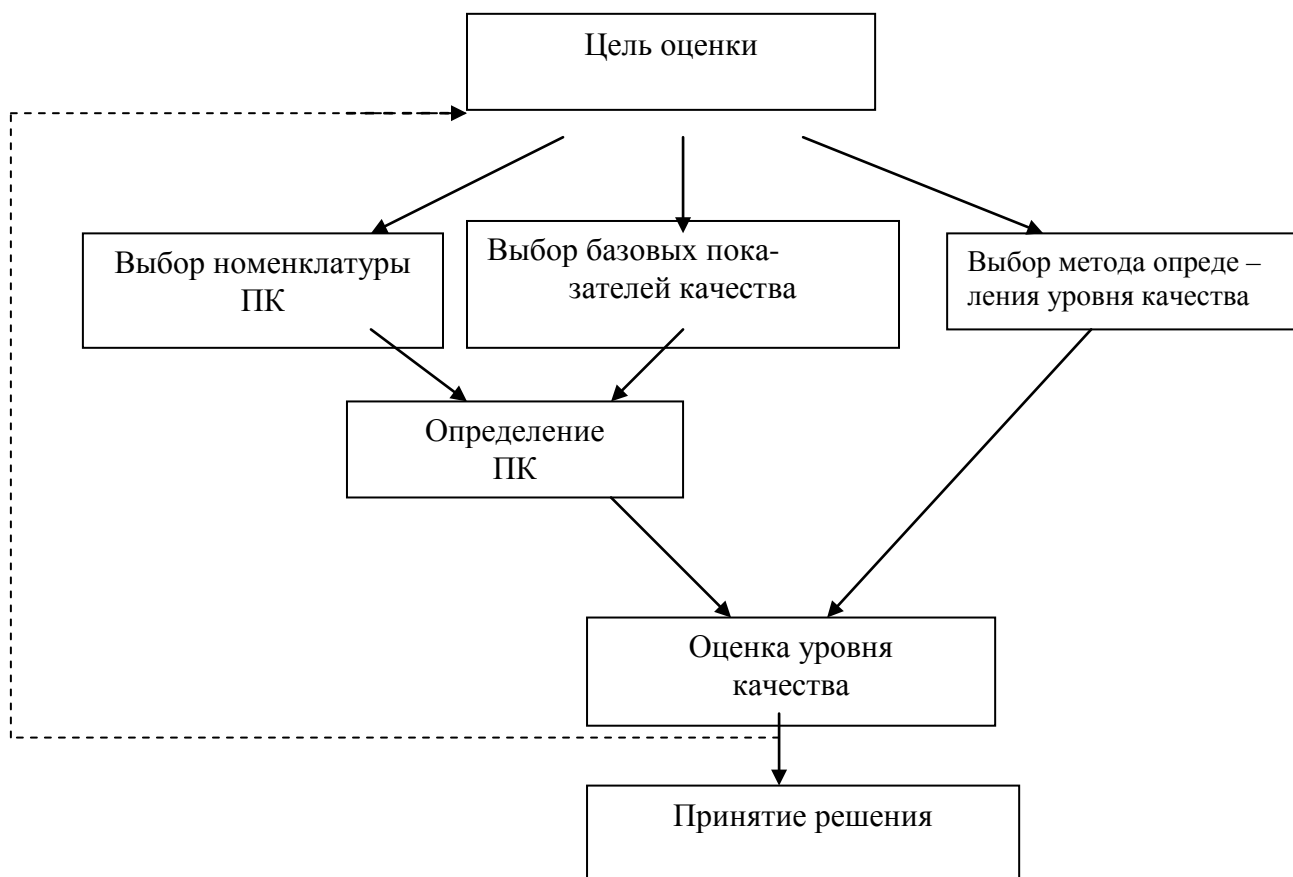 Цель оценки
Выбор номенклатуры
ПК
Выбор базовых пока-
зателей качества
Выбор метода опреде –
ления уровня качества
Определение
ПК
Оценка уровня
качества
Принятие решения